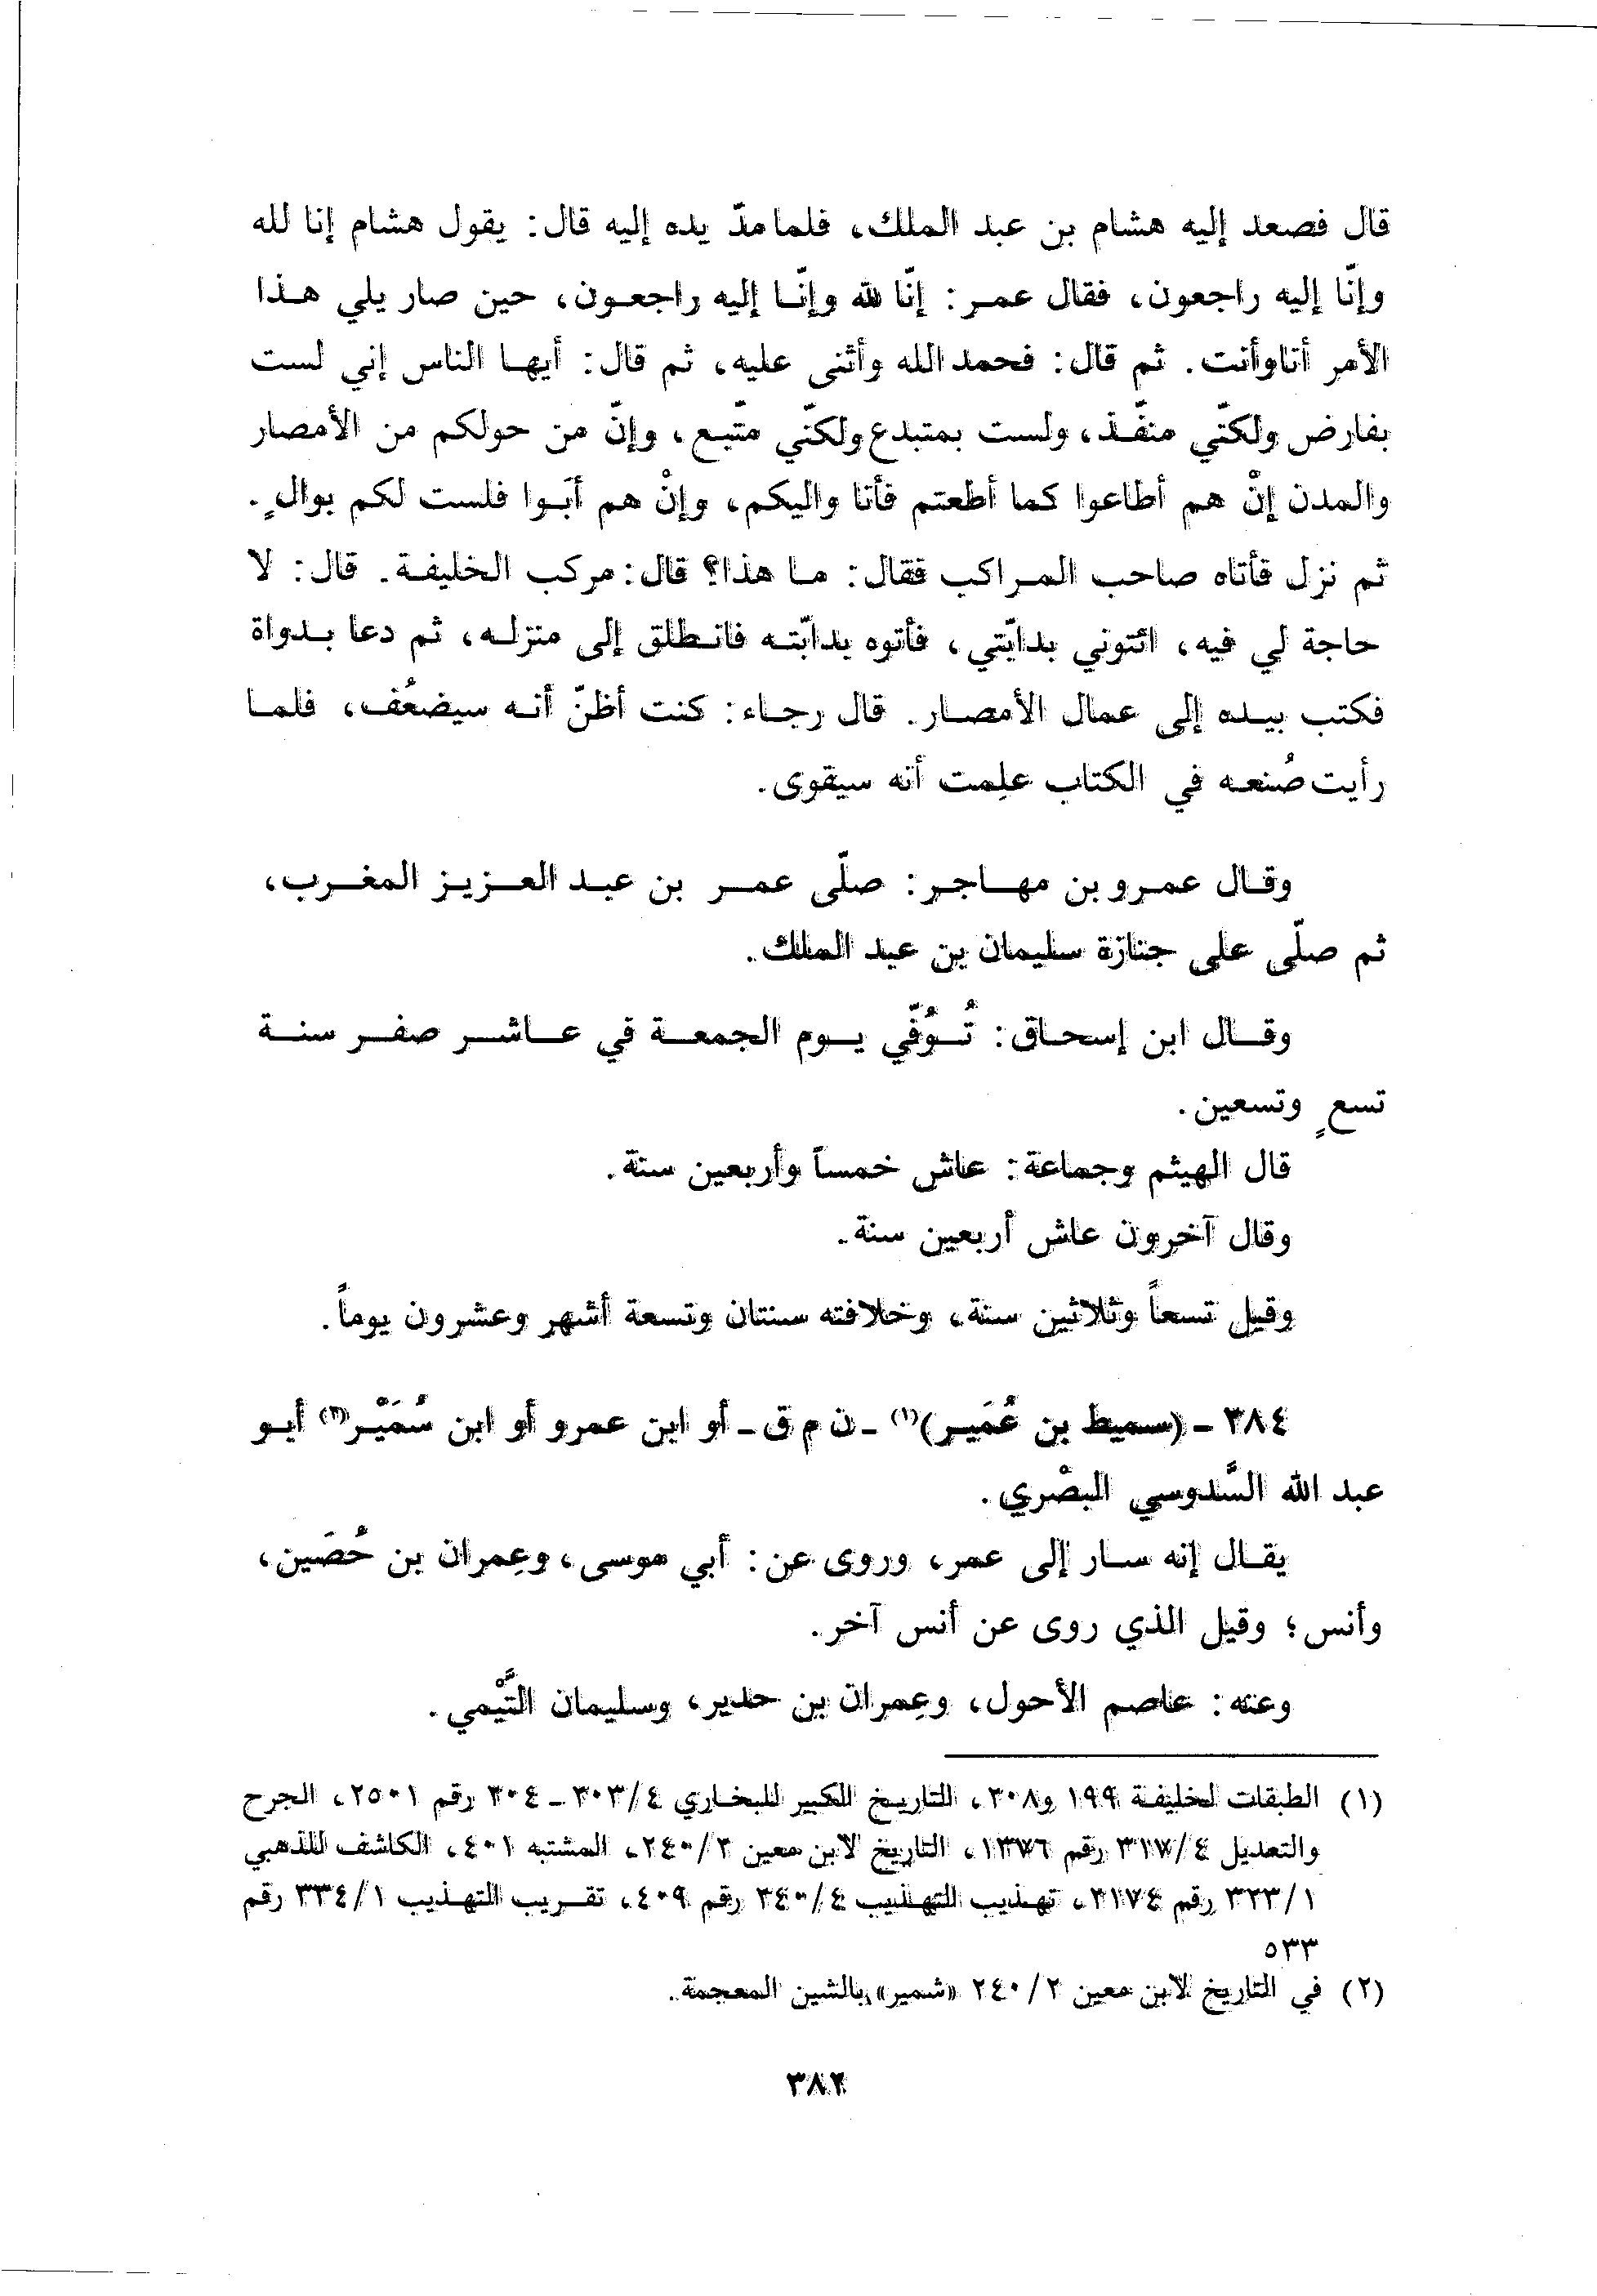 قال فصعد إليه هشام بن عبد الملك، فلما مدّ يده إليه قال: يقول هشام إنا لله
وإنّا إليه راجعون، فقال عمر: إنّا لله وإنّا إليه راجعون، حين صار يلي هذا
الأمر أنا وأنت. ثم قال: فحمد الله وأثنى عليه، ثم قال: أيها الناس إني لست
بفارض ولكنّي منفّذ، ولست بمتبدع ولكنّي متّبع، وإنّ من حولكم من الأمصار
والمدن إنْ هم أطاعوا كما أطعتم فأنا واليكم، وإنْ هم أبَوا فلست لكم بوالٍ.
ثم نزل فأتاه صاحب المراكب فقال: ما هذا؟ قال: مركب الخليفة. قال: لا
حاجة لي فيه، ائتوني بدابّتي، فأتوه بدابّته فانطلق إلى منزله، ثم دعا بدواة
فكتب بيده إلى عمال الأمصار. قال رجاء: كنت أظنّ أنه سيضعُف، فلما
رأيت صُنعه في الكتاب علِمت أنه سيقوى.
وقال عمرو بن مهاجر: صلّى عمر بن عبد العزيز المغرب،
ثم صلّى على جنازة سليمان بن عبد الملك.
وقال ابن إسحاق: تُوُفّي يوم الجمعة في عاشر صفر سنة
تسعٍ وتسعين.
قال الهيثم وجماعة: عاش خمساً وأربعين سنة.
وقال آخرون عاش أربعين سنة.
وقيل تسعاً وثلاثين سنة، وخلافته سنتان وتسعة أشهر وعشرون يوماً.
٣٨٤ - (سميط بن عُمَير)(١) - ن م ق - أو ابن عمرو أو ابن سُمَيْر(٢) أبو
عبد الله السَّدوسي البصْري.
يقال إنه سار إلى عمر، وروى عن: أبي موسى، وعِمران بن حُصَين،
وأنس؛ وقيل الذي روى عن أنس آخر.
وعنه: عاصم الأحول، وعِمران بن حدير، وسليمان التَّيْمي.
(١) الطبقات لخليفة ١٩٩ و٢٠٨، التاريخ الكبير للبخاري ٤/٣٠٣ - ٣٠٤ رقم ٢٥٠١، الجرح
والتعديل ٤/٣١٧ رقم ١٣٧٦، التاريخ لابن معين ٢/٢٤٠، المشتبه ٤٠١، الكاشف للذهبي
١/٣٢٣ رقم ٢١٧٤، تهذيب التهذيب ٤/٢٤٠ رقم ٤٠٩، تقريب التهذيب ١/٣٣٤ رقم
٥٣٣
(٢) في التاريخ لابن معين ٢/٢٤٠ «شمير» بالشين المعجمة.
٣٨٢